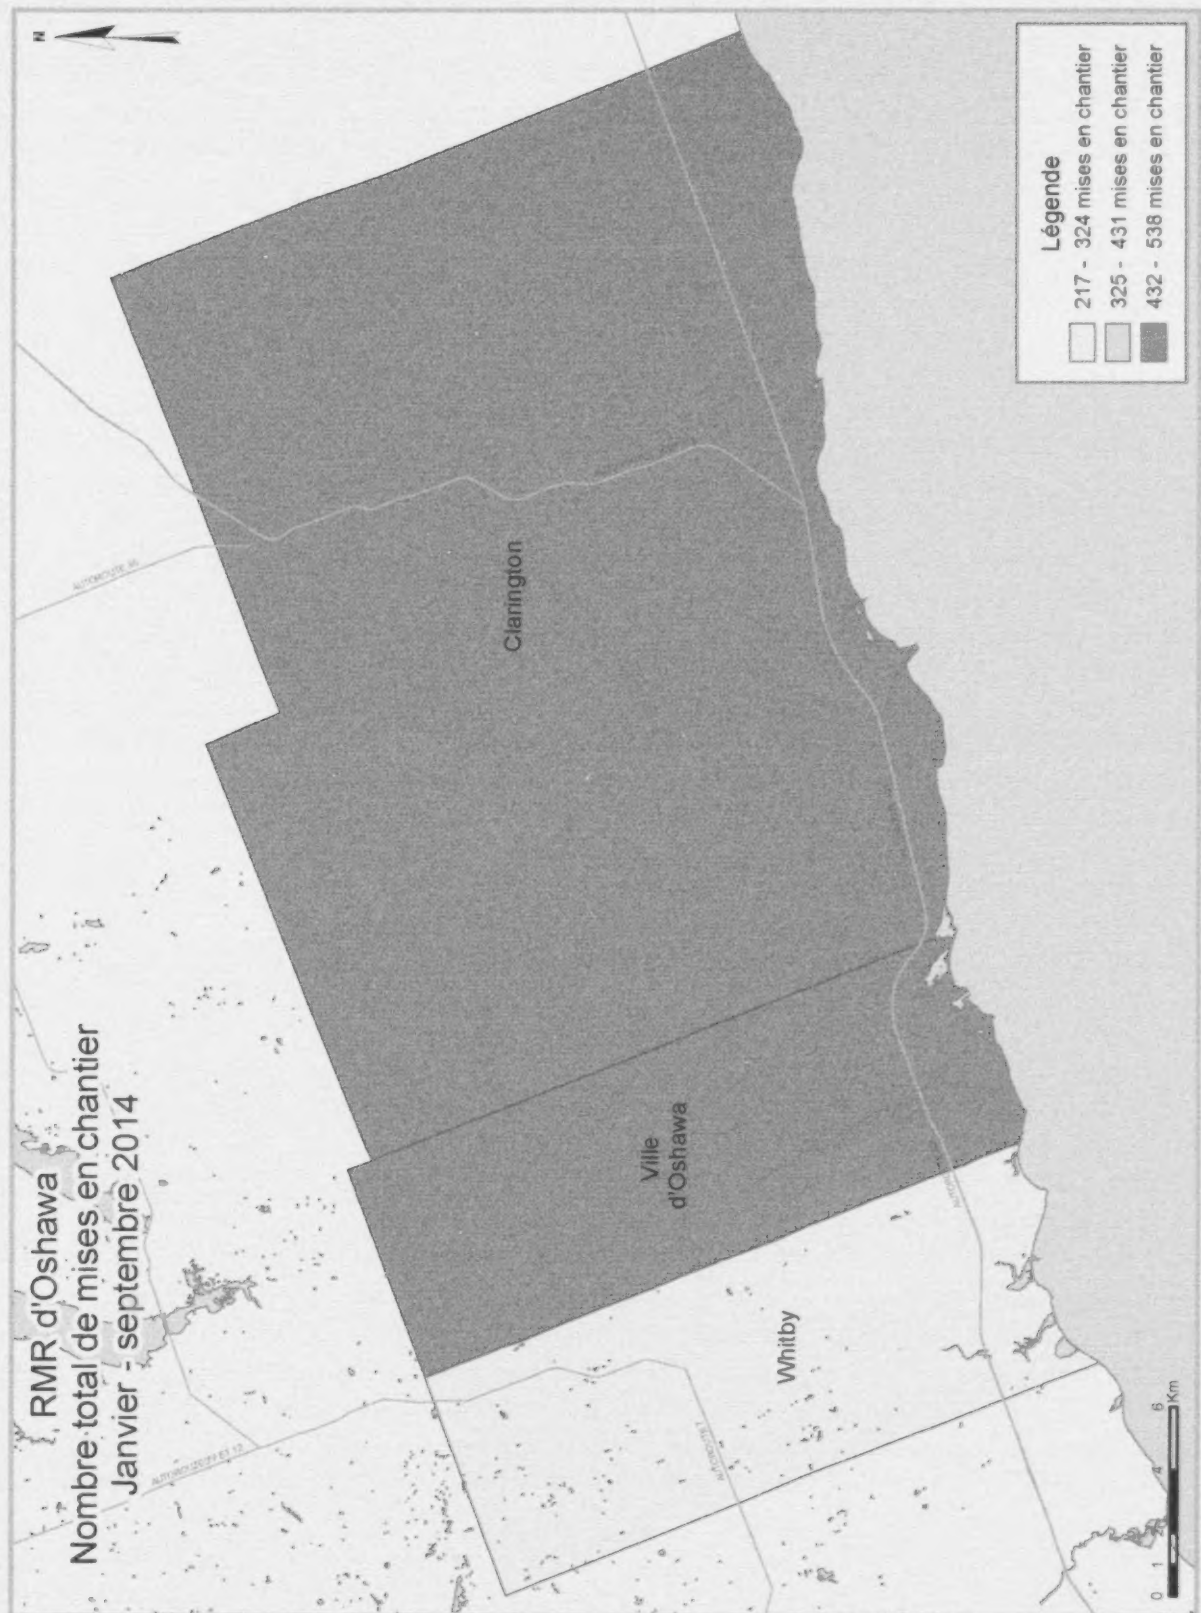 RMR d'Oshawa
Nombre total de mises en chantier
Janvier - septembre 2014
N
Clarington
Ville
d'Oshawa
Whitby
Légende
217 - 324 mises en chantier
325 - 431 mises en chantier
432 - 538 mises en chantier
0 1 2 4 6
Km